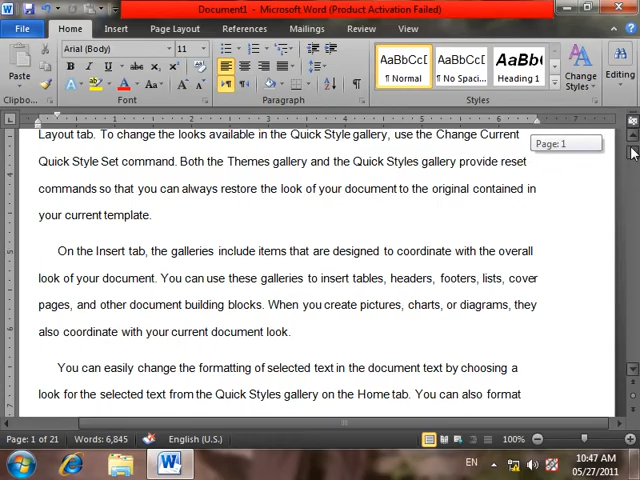 Document1 - Microsoft Word (Product Activation Failed)
File Home Insert Page Layout References Mailings Review View
Arial (Body) 11
Paste
AaBbCcD AaBbCcD AaBbC
¶ Normal ¶ No Spaci... Heading 1
Change Styles
Editing
Clipboa... Font Paragraph Styles
Page: 1
Layout tab. To change the looks available in the Quick Style gallery, use the Change Current
Quick Style Set command. Both the Themes gallery and the Quick Styles gallery provide reset
commands so that you can always restore the look of your document to the original contained in
your current template.
On the Insert tab, the galleries include items that are designed to coordinate with the overall
look of your document. You can use these galleries to insert tables, headers, footers, lists, cover
pages, and other document building blocks. When you create pictures, charts, or diagrams, they
also coordinate with your current document look.
You can easily change the formatting of selected text in the document text by choosing a
look for the selected text from the Quick Styles gallery on the Home tab. You can also format
Page: 1 of 21 Words: 6,845 English (U.S.) 100%
EN 10:47 AM
05/27/2011